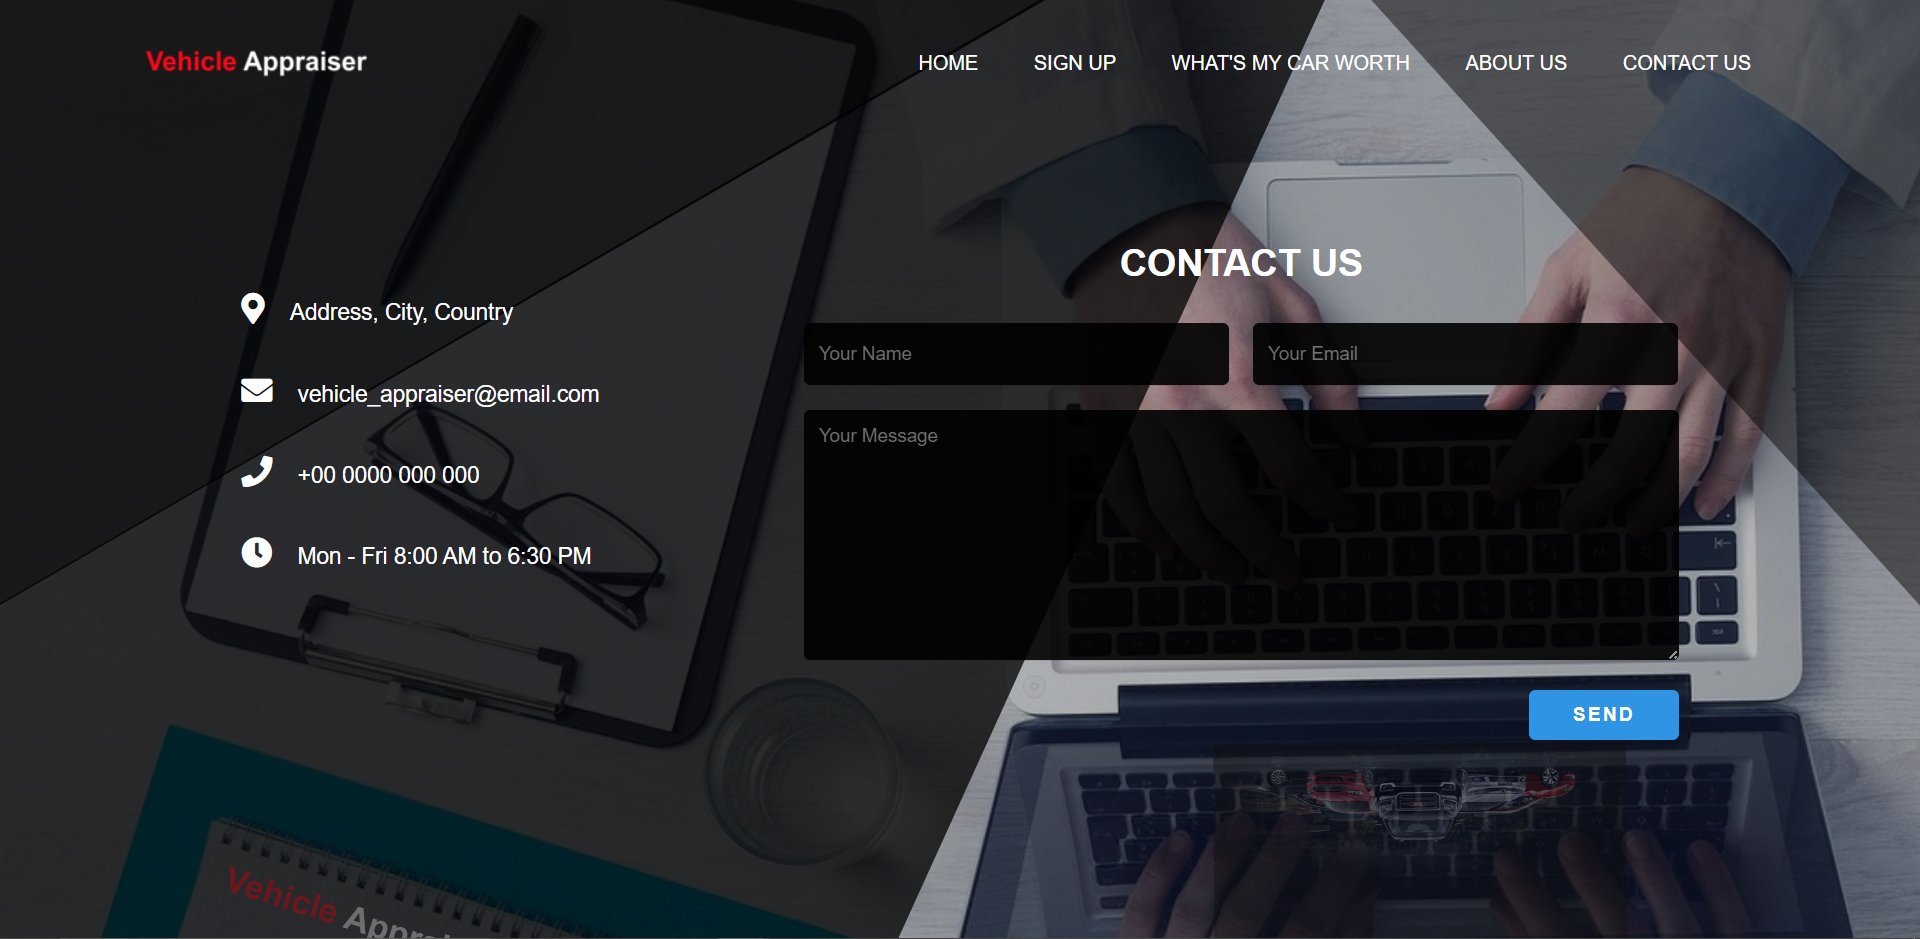 Vehicle Appraiser
HOME
SIGN UP
WHAT'S MY CAR WORTH
ABOUT US
CONTACT US
CONTACT US
Address, City, Country
vehicle_appraiser@email.com
+00 0000 000 000
Mon - Fri 8:00 AM to 6:30 PM
Your Name
Your Email
Your Message
SEND
Vehicle